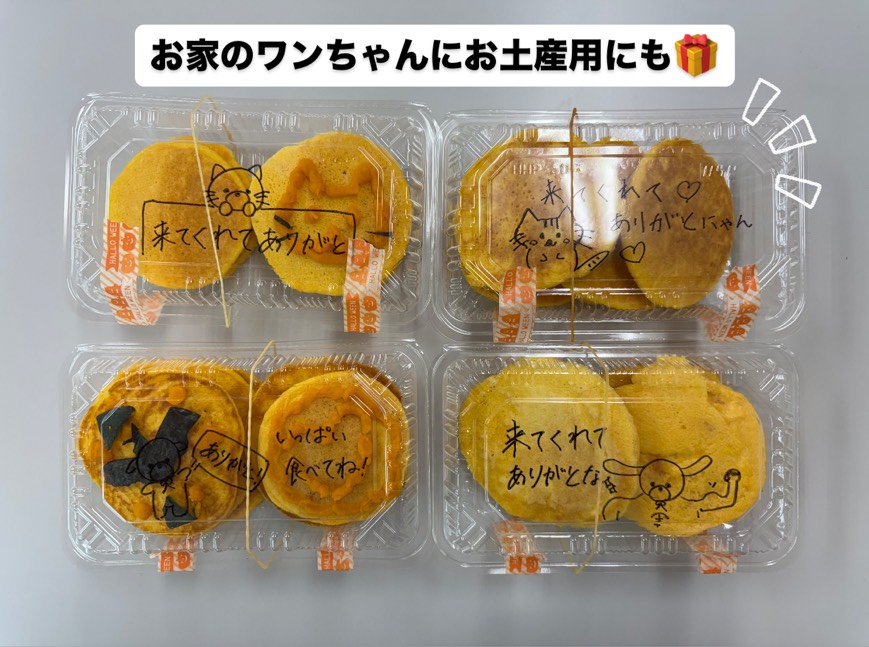 お家のワンちゃんにお土産用にも🎁
来てくれてありがと
来てくれて♡
ありがとにゃん
♡
HALLOWEEN
HALLOWEEN
ありがと!!
いっぱい
食べてね!
来てくれて
ありがとな